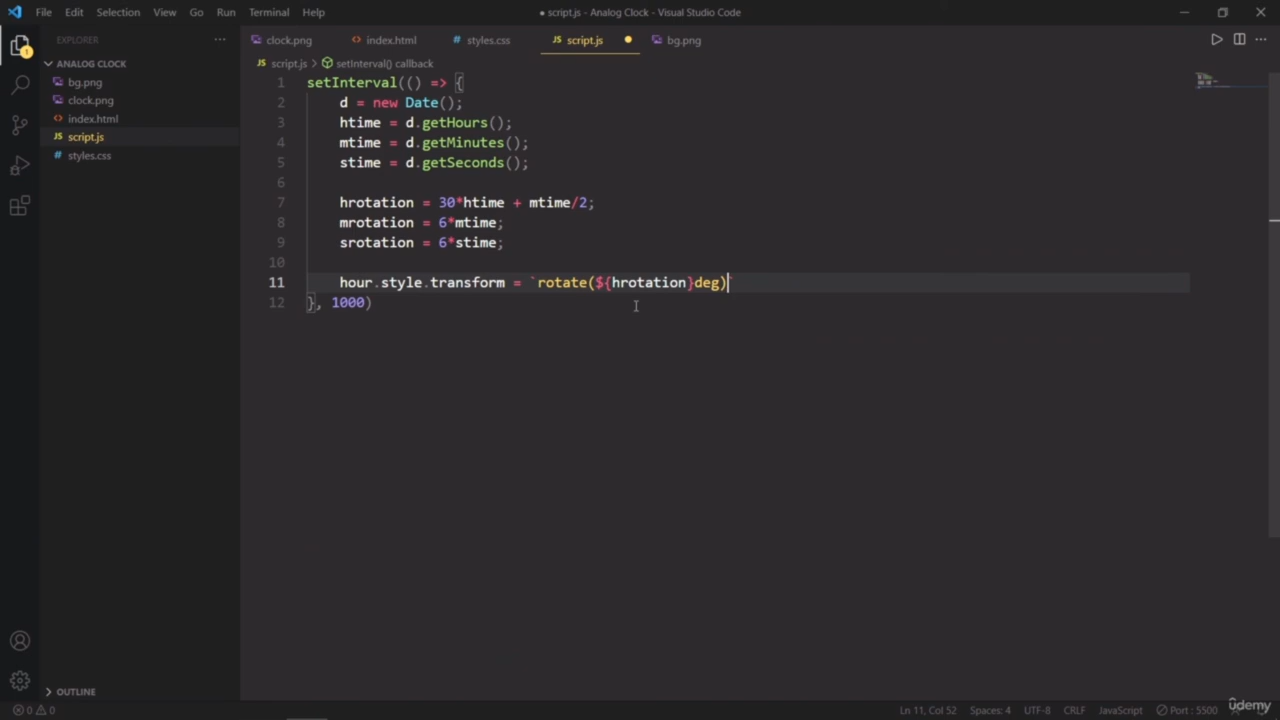 File Edit Selection View Go Run Terminal Help
● script.js - Analog Clock - Visual Studio Code
EXPLORER
clock.png
index.html
styles.css
script.js
bg.png
ANALOG CLOCK
bg.png
clock.png
index.html
script.js
styles.css
OUTLINE
script.js > setInterval() callback
1 setInterval(() => {
2 d = new Date();
3 htime = d.getHours();
4 mtime = d.getMinutes();
5 stime = d.getSeconds();
6
7 hrotation = 30*htime + mtime/2;
8 mrotation = 6*mtime;
9 srotation = 6*stime;
10
11 hour.style.transform = `rotate(${hrotation}deg)`
12 }, 1000)
0 0
Ln 11, Col 52 Spaces: 4 UTF-8 CRLF JavaScript Port : 5500
udemy